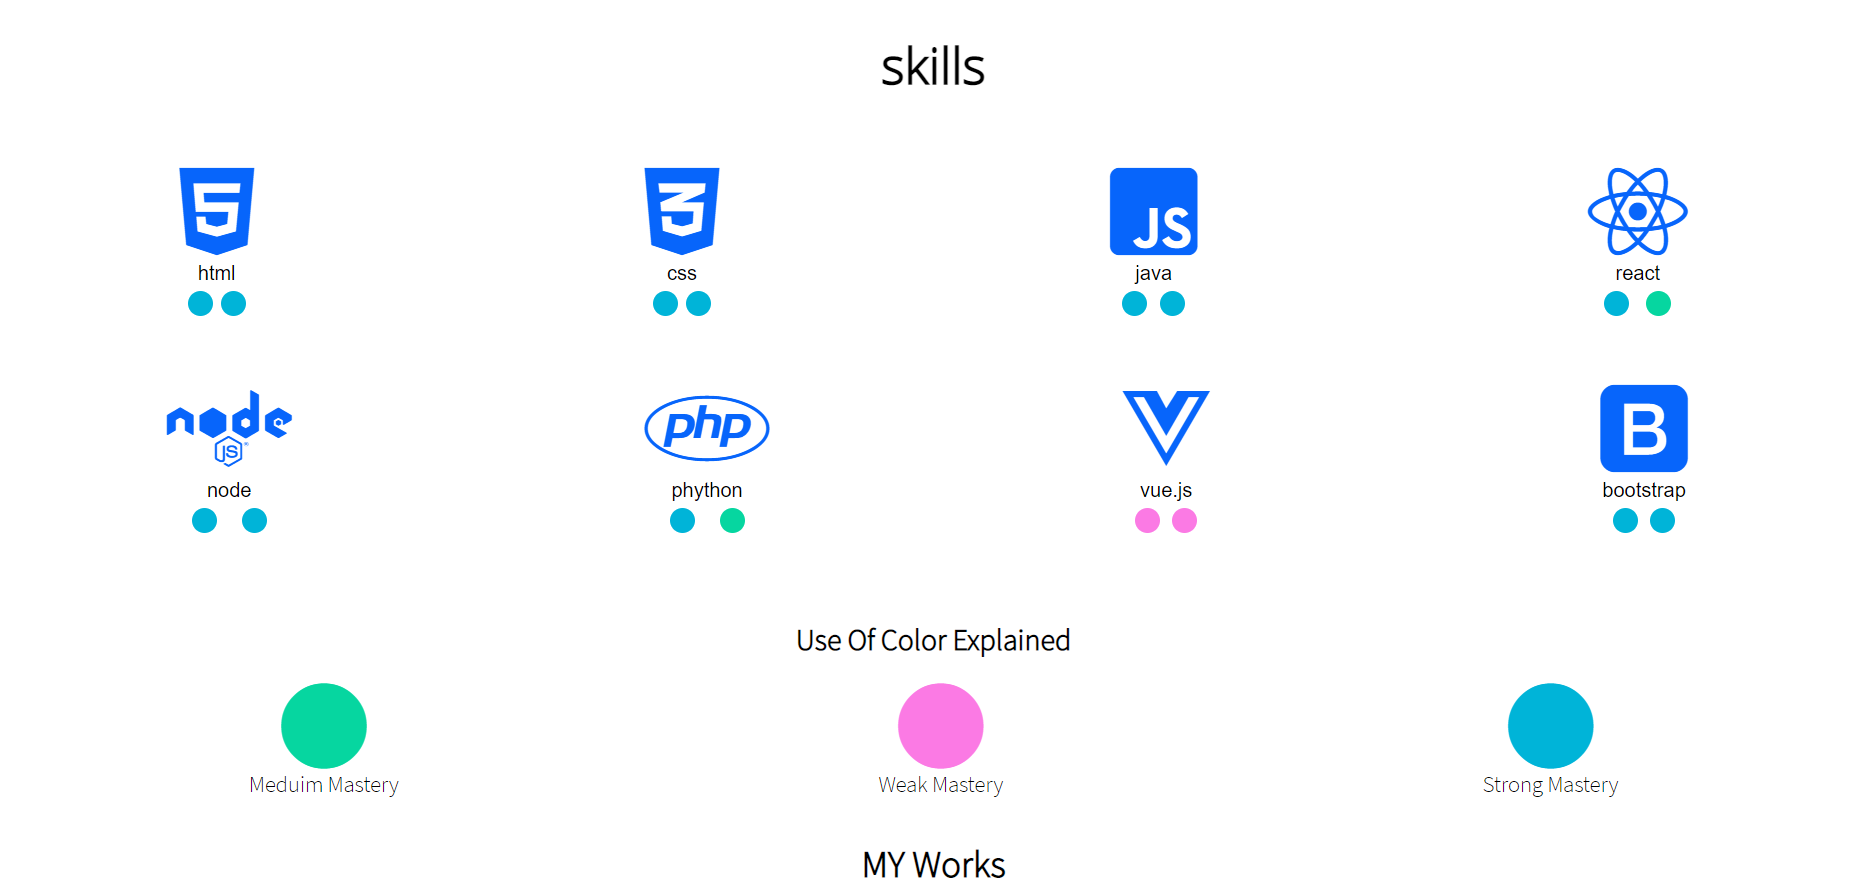 skills
5 3 JS
html css java react
node JS ® php B
node phython vue.js bootstrap
Use Of Color Explained
Meduim Mastery Weak Mastery Strong Mastery
MY Works